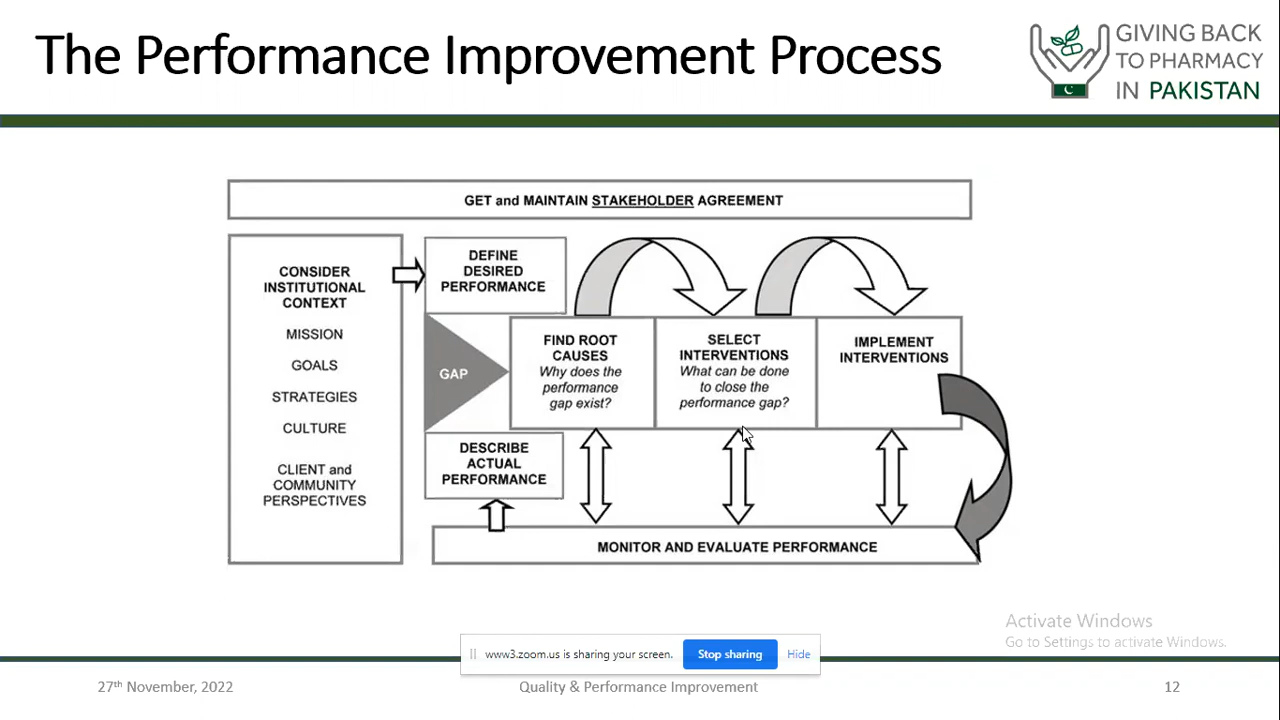 The Performance Improvement Process
GIVING BACK
TO PHARMACY
IN PAKISTAN
GET and MAINTAIN STAKEHOLDER AGREEMENT
CONSIDER
INSTITUTIONAL
CONTEXT
MISSION
GOALS
STRATEGIES
CULTURE
CLIENT and
COMMUNITY
PERSPECTIVES
DEFINE
DESIRED
PERFORMANCE
GAP
DESCRIBE
ACTUAL
PERFORMANCE
FIND ROOT
CAUSES
Why does the
performance
gap exist?
SELECT
INTERVENTIONS
What can be done
to close the
performance gap?
IMPLEMENT
INTERVENTIONS
MONITOR AND EVALUATE PERFORMANCE
Activate Windows
Go to Settings to activate Windows.
www3.zoom.us is sharing your screen.
Stop sharing
Hide
27th November, 2022
Quality & Performance Improvement
12